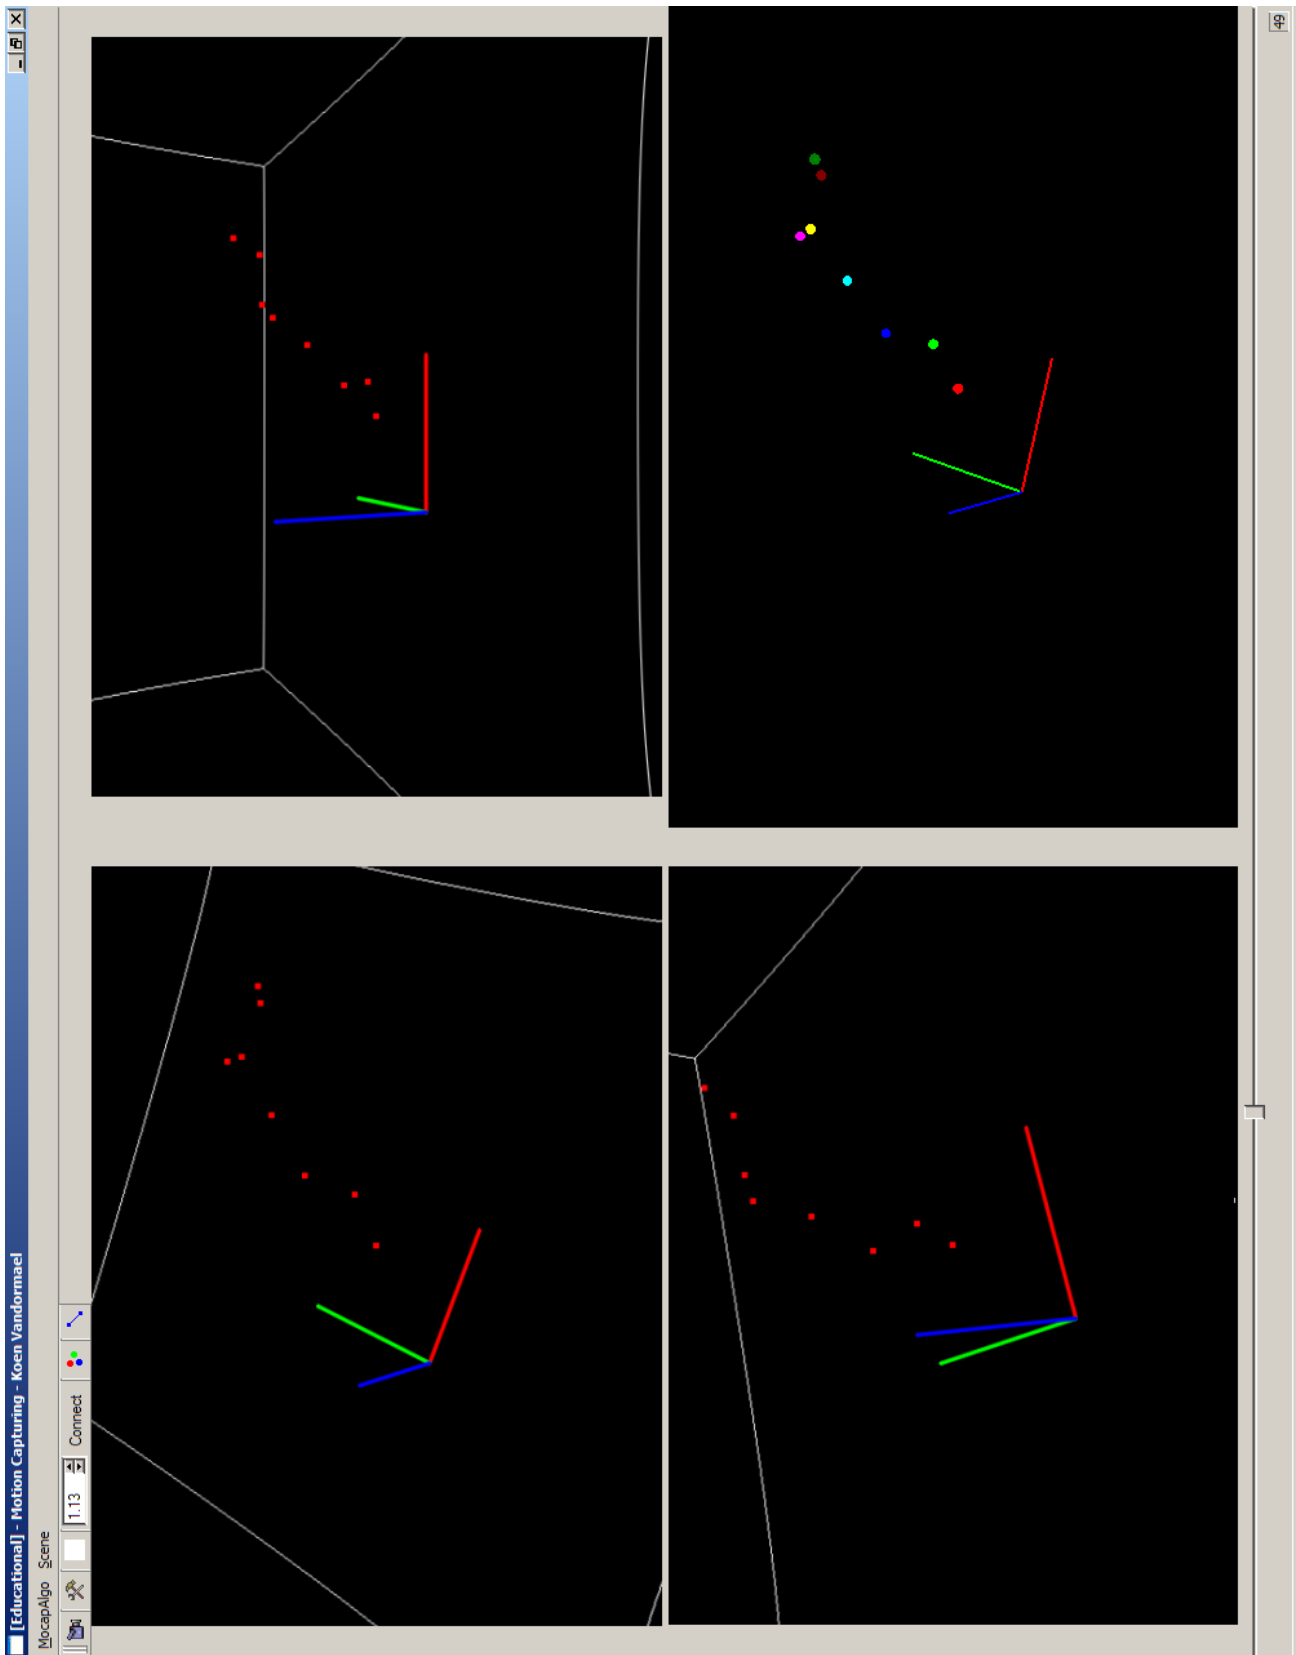 [Educational] - Motion Capturing - Koen Vandormael
MocapAlgo Scene
1.13 Connect
49